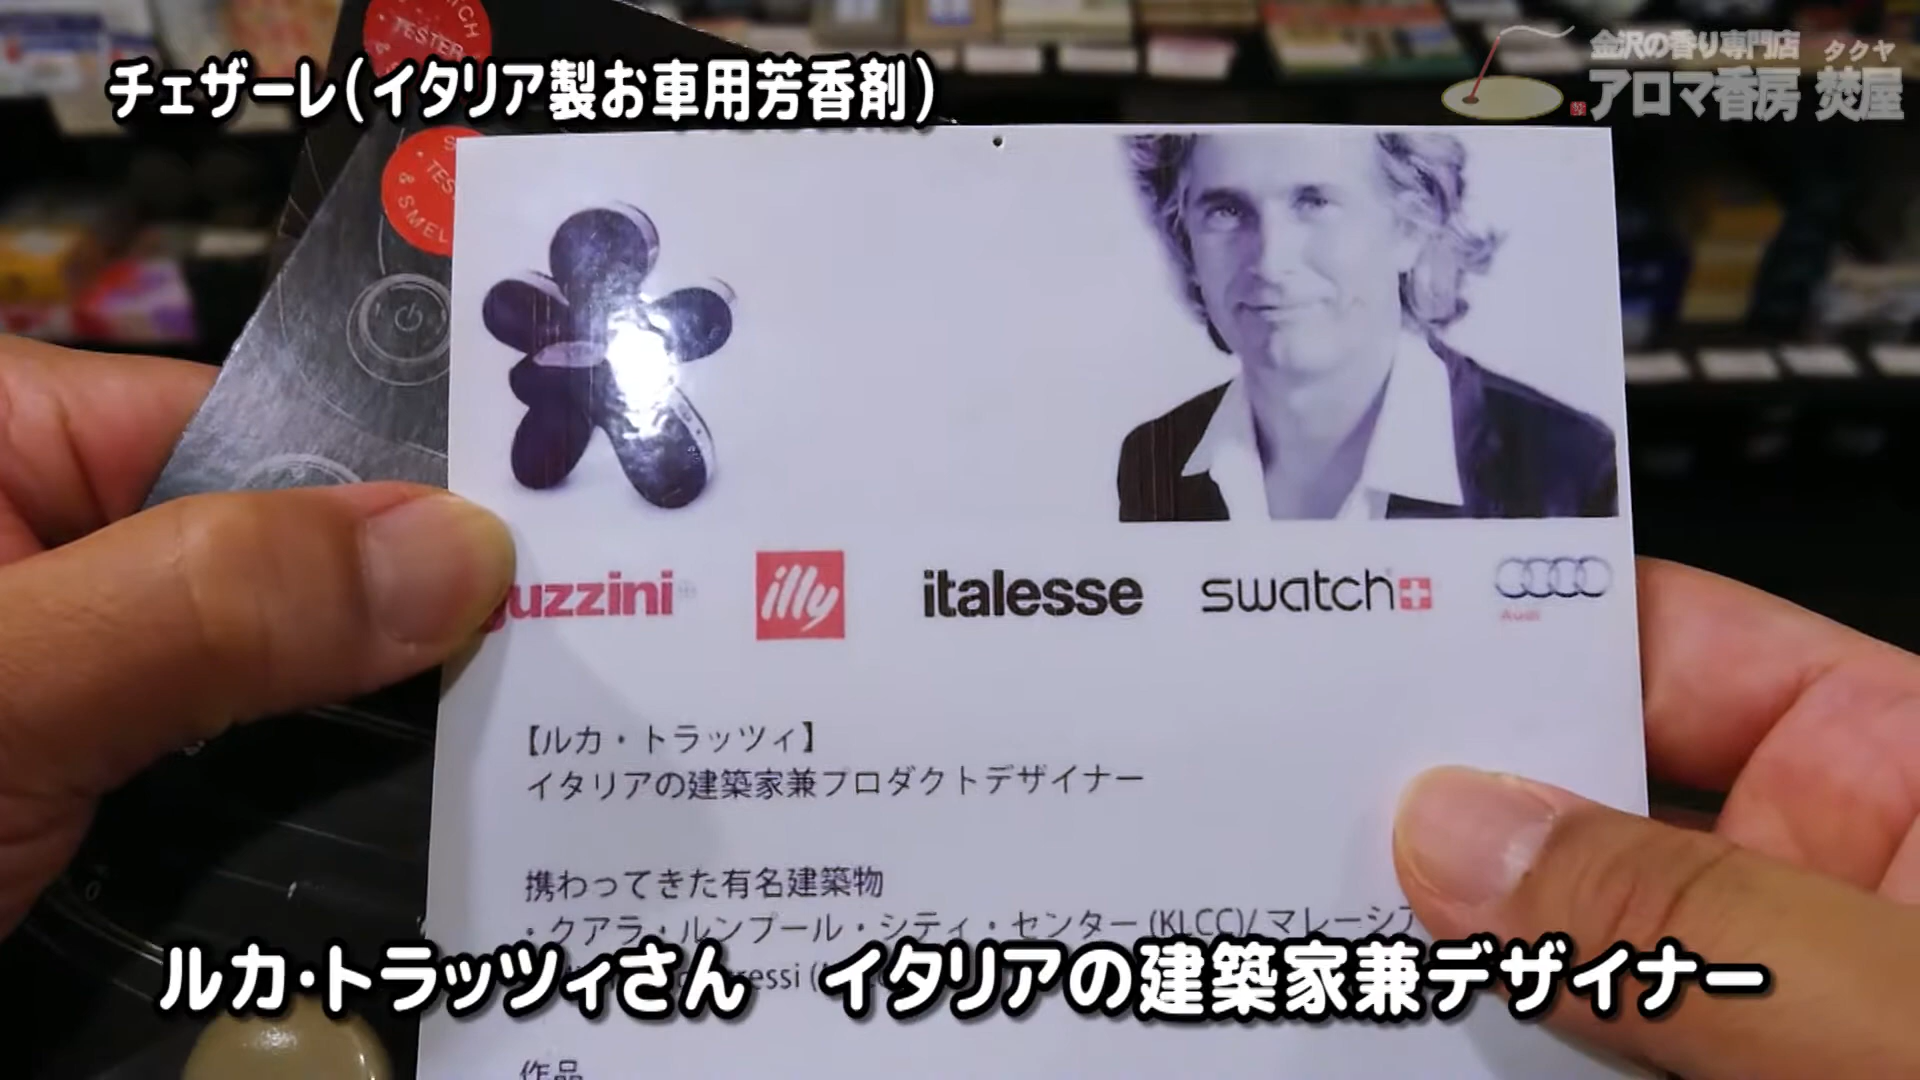 チェザーレ(イタリア製お車用芳香剤)
金沢の香り専門店 タクヤ
アロマ香房 焚屋
TESTER
uzzini
illy
italesse
swatch
Audi
【ルカ・トラッツィ】
イタリアの建築家兼プロダクトデザイナー
携わってきた有名建築物
・クアラ・ルンプール・シティ・センター (KLCC)/ マレーシア
ルカ・トラッツィさん イタリアの建築家兼デザイナー
作品